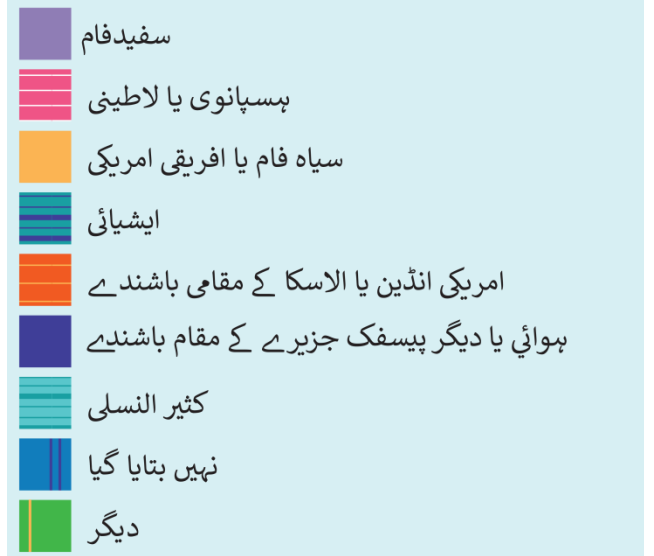 سفیدفام
ہسپانوی یا لاطینی
سیاہ فام یا افریقی امریکی
ایشیائی
امریکی انڈین یا الاسکا کے مقامی باشندے
ہوائي یا دیگر پیسفک جزیرے کے مقام باشندے
کثیر النسلی
نہیں بتایا گیا
دیگر